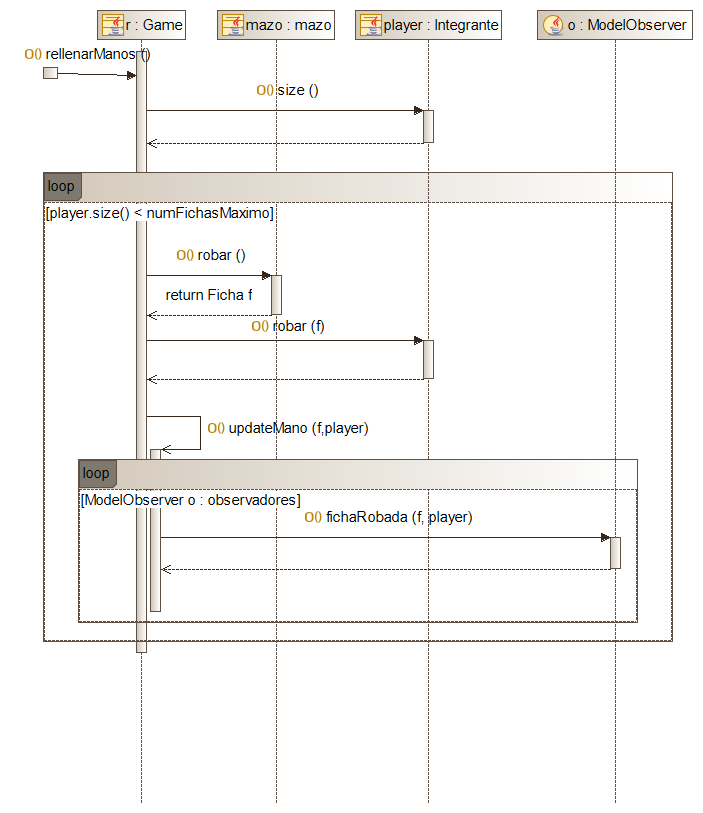 r : Game
mazo : mazo
player : Integrante
o : ModelObserver
O() rellenarManos ()
O() size ()
loop
[player.size() < numFichasMaximo]
O() robar ()
return Ficha f
O() robar (f)
O() updateMano (f,player)
loop
[ModelObserver o : observadores]
O() fichaRobada (f, player)